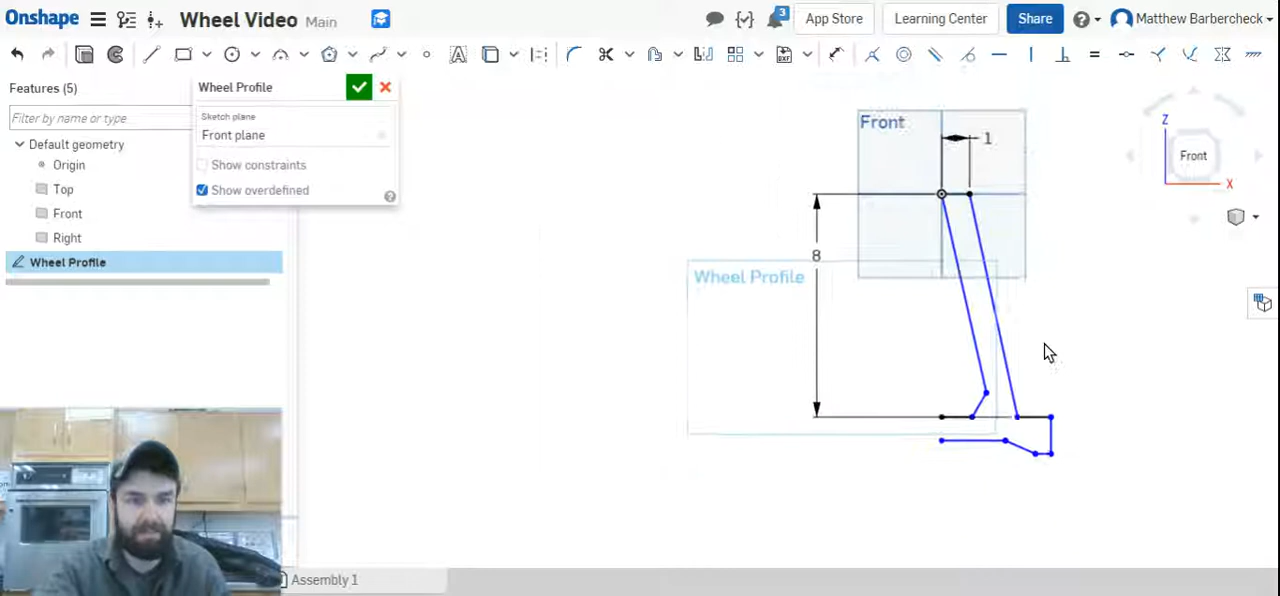 Onshape
Wheel Video Main
3
App Store
Learning Center
Share
Matthew Barbercheck
Features (5)
Filter by name or type
Default geometry
Origin
Top
Front
Right
Wheel Profile
Wheel Profile
Sketch plane
Front plane
Show constraints
Show overdefined
Front
1
8
Wheel Profile
Z
Front
X
Assembly 1